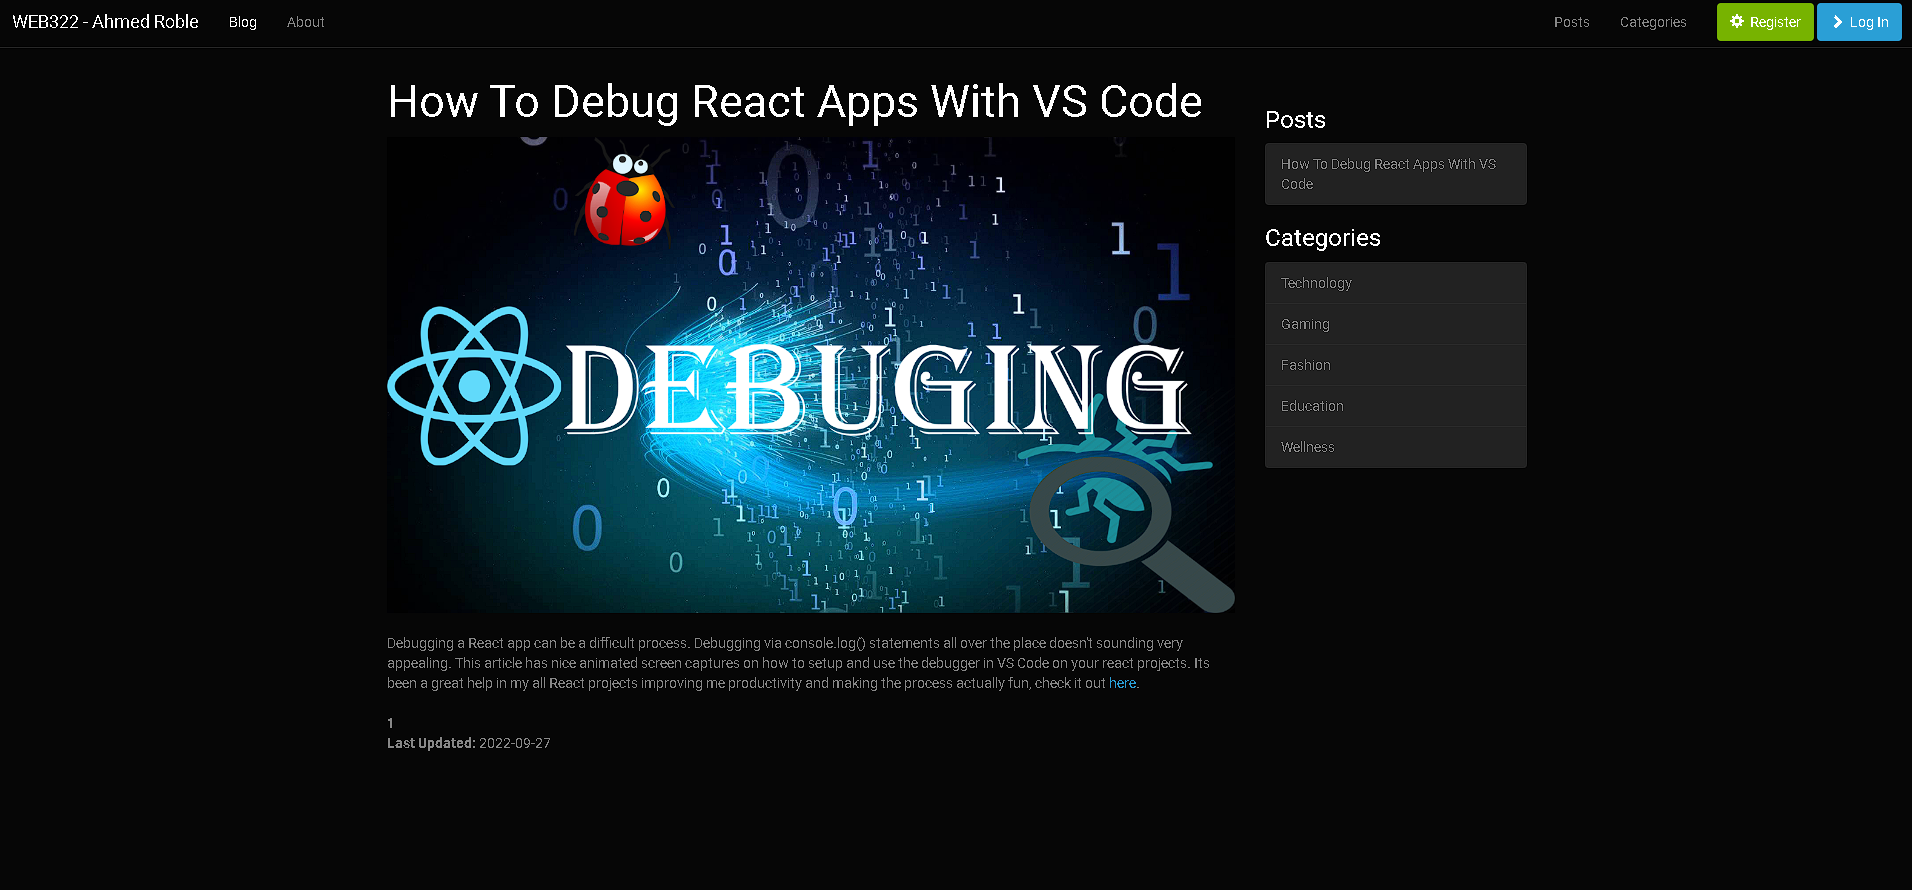 WEB322 - Ahmed Roble Blog About Posts Categories Register Log In
How To Debug React Apps With VS Code
DEBUGING
Debugging a React app can be a difficult process. Debugging via console.log() statements all over the place doesn't sounding very
appealing. This article has nice animated screen captures on how to setup and use the debugger in VS Code on your react projects. Its
been a great help in my all React projects improving me productivity and making the process actually fun, check it out here.
1
Last Updated: 2022-09-27
Posts
How To Debug React Apps With VS
Code
Categories
Technology
Gaming
Fashion
Education
Wellness